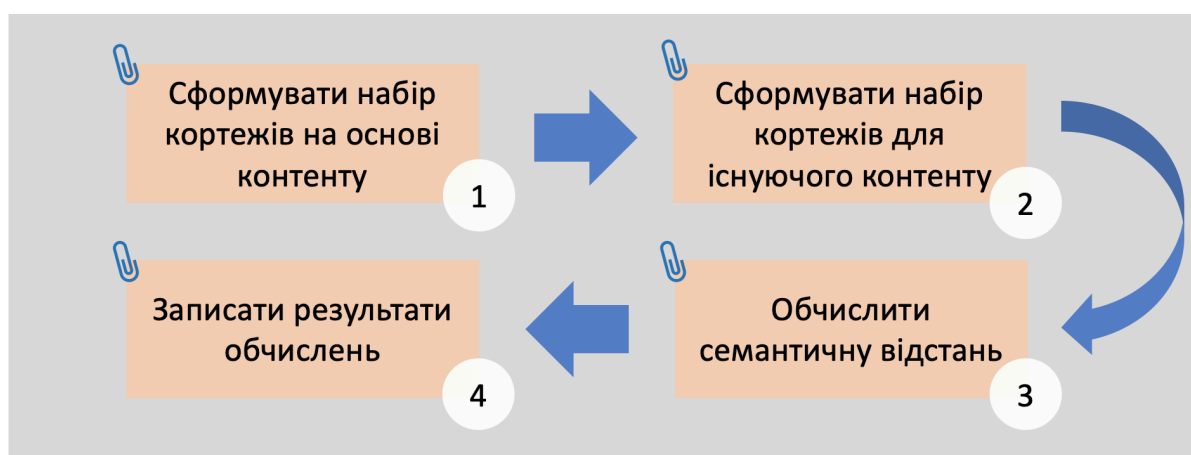 Сформувати набір
кортежів на основі
контенту
1
Сформувати набір
кортежів для
існуючого контенту
2
Обчислити
семантичну відстань
3
Записати результати
обчислень
4